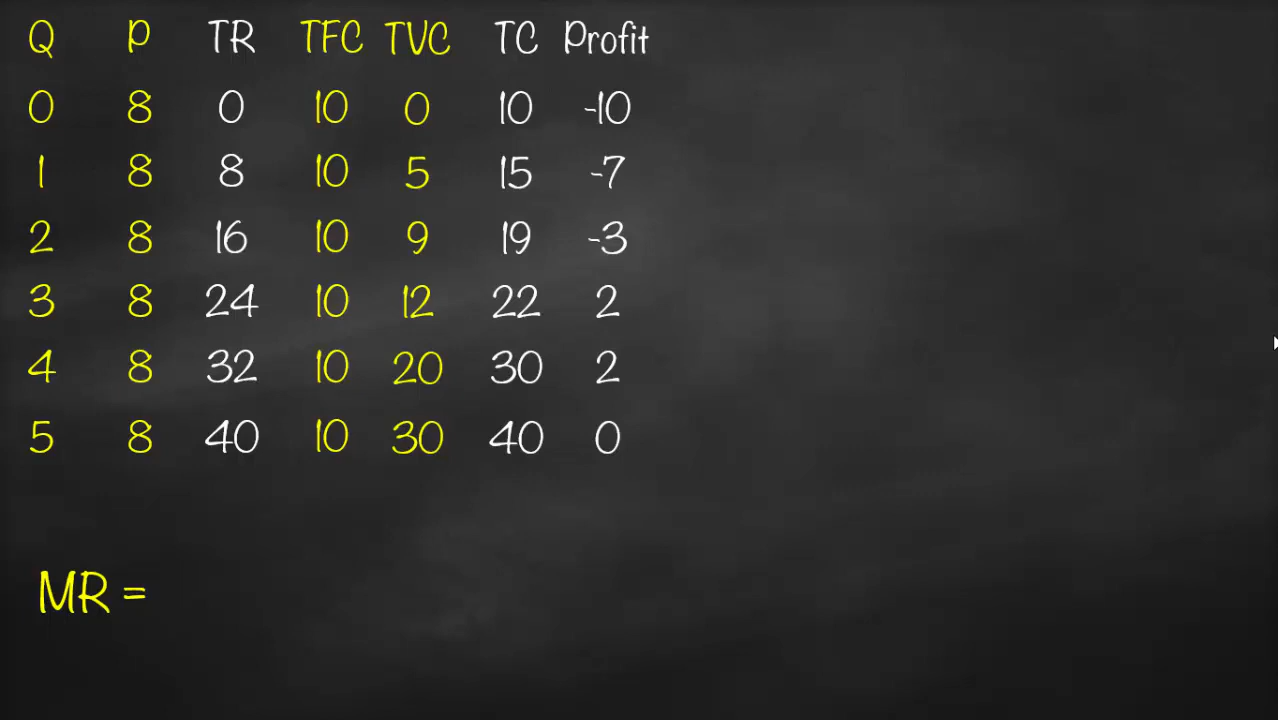 Q P TR TFC TVC TC Profit
0 8 0 10 0 10 -10
1 8 8 10 5 15 -7
2 8 16 10 9 19 -3
3 8 24 10 12 22 2
4 8 32 10 20 30 2
5 8 40 10 30 40 0
MR =